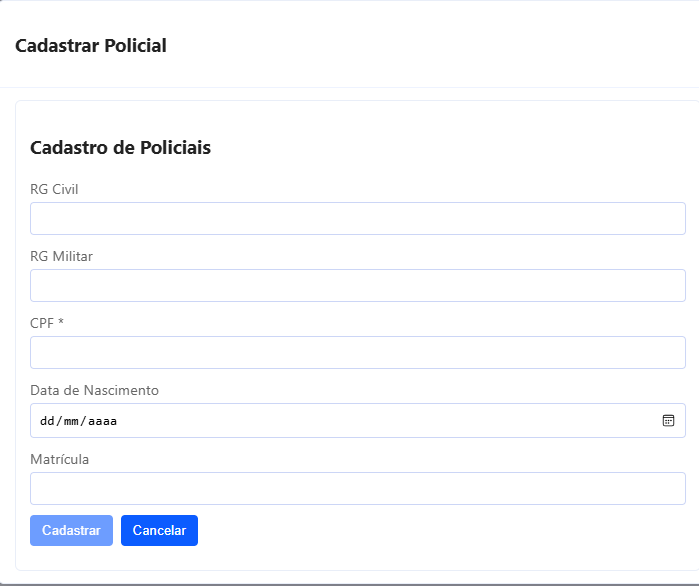 Cadastrar Policial
Cadastro de Policiais
RG Civil
RG Militar
CPF *
Data de Nascimento
dd/mm/aaaa
Matrícula
Cadastrar Cancelar